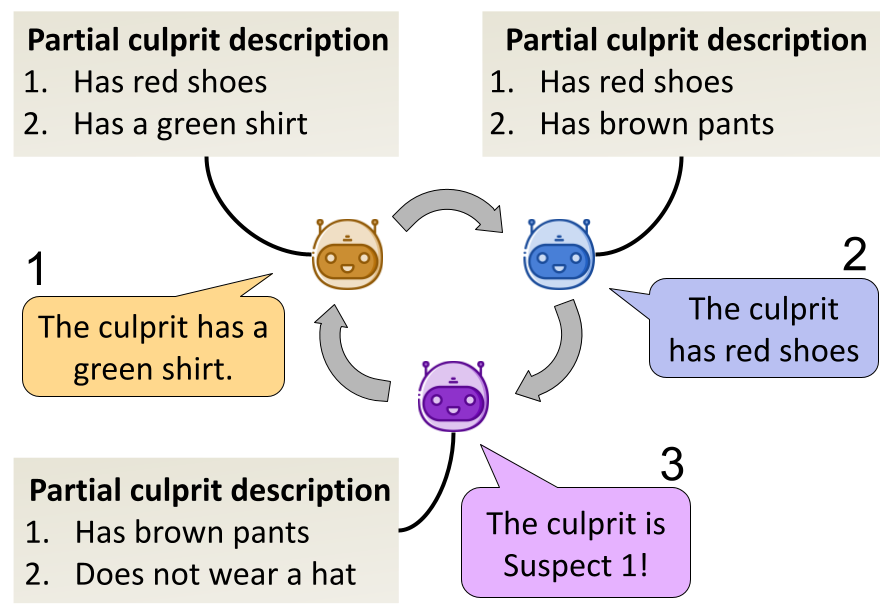 Partial culprit description
1. Has red shoes
2. Has a green shirt
Partial culprit description
1. Has red shoes
2. Has brown pants
1
The culprit has a
green shirt.
2
The culprit
has red shoes
Partial culprit description
1. Has brown pants
2. Does not wear a hat
3
The culprit is
Suspect 1!